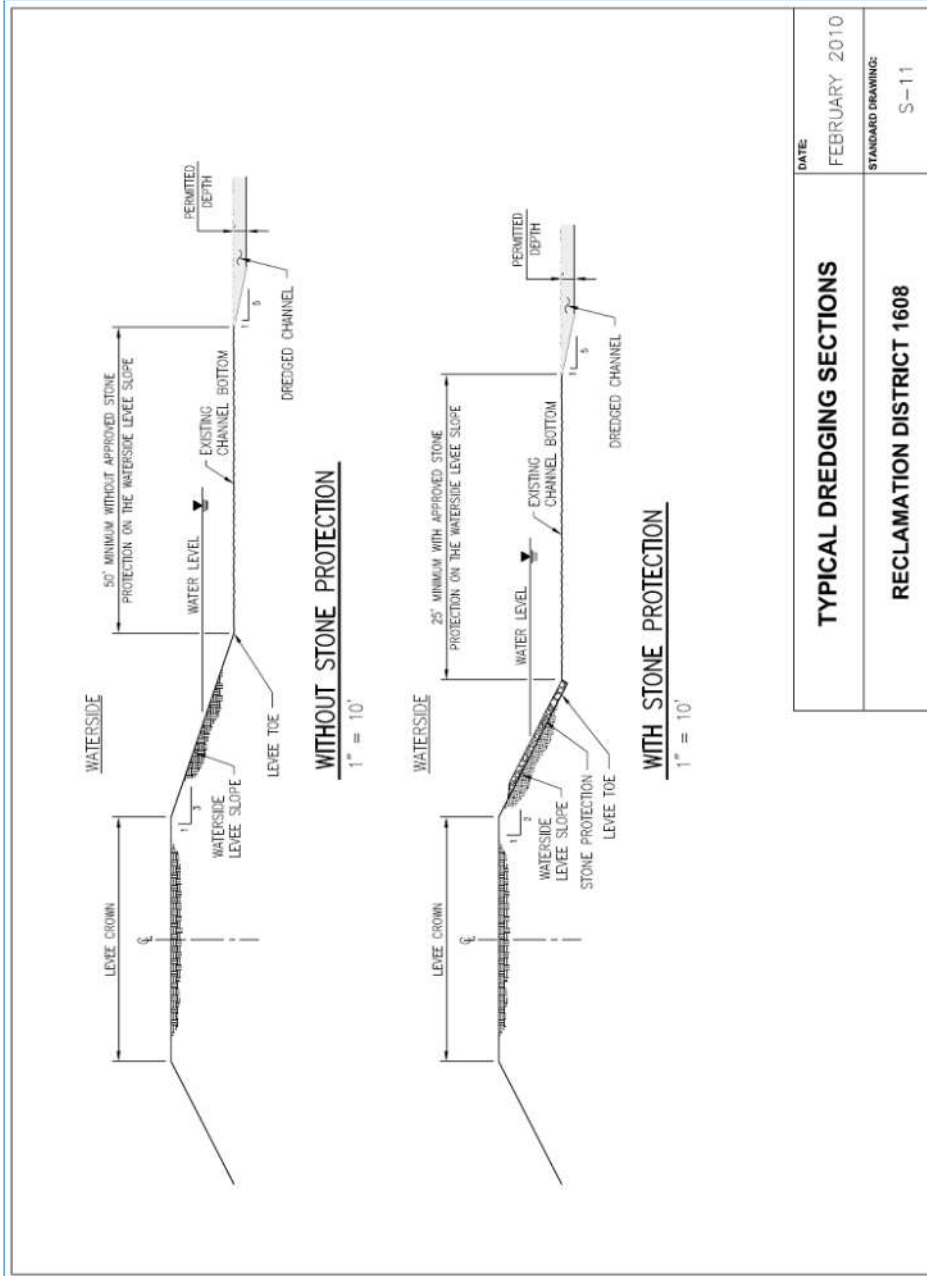 WATERSIDE
50' MINIMUM WITHOUT APPROVED STONE
PROTECTION ON THE WATERSIDE LEVEE SLOPE
LEVEE CROWN
℄
WATER LEVEL
PERMITTED
DEPTH
1
3
WATERSIDE
LEVEE SLOPE
LEVEE TOE
EXISTING
CHANNEL BOTTOM
1
5
DREDGED CHANNEL
WITHOUT STONE PROTECTION
1" = 10'
WATERSIDE
25' MINIMUM WITH APPROVED STONE
PROTECTION ON THE WATERSIDE LEVEE SLOPE
LEVEE CROWN
℄
WATER LEVEL
PERMITTED
DEPTH
1
2
WATERSIDE
LEVEE SLOPE
STONE PROTECTION
LEVEE TOE
EXISTING
CHANNEL BOTTOM
1
5
DREDGED CHANNEL
WITH STONE PROTECTION
1" = 10'
TYPICAL DREDGING SECTIONS
DATE:
FEBRUARY 2010
RECLAMATION DISTRICT 1608
STANDARD DRAWING:
S-11